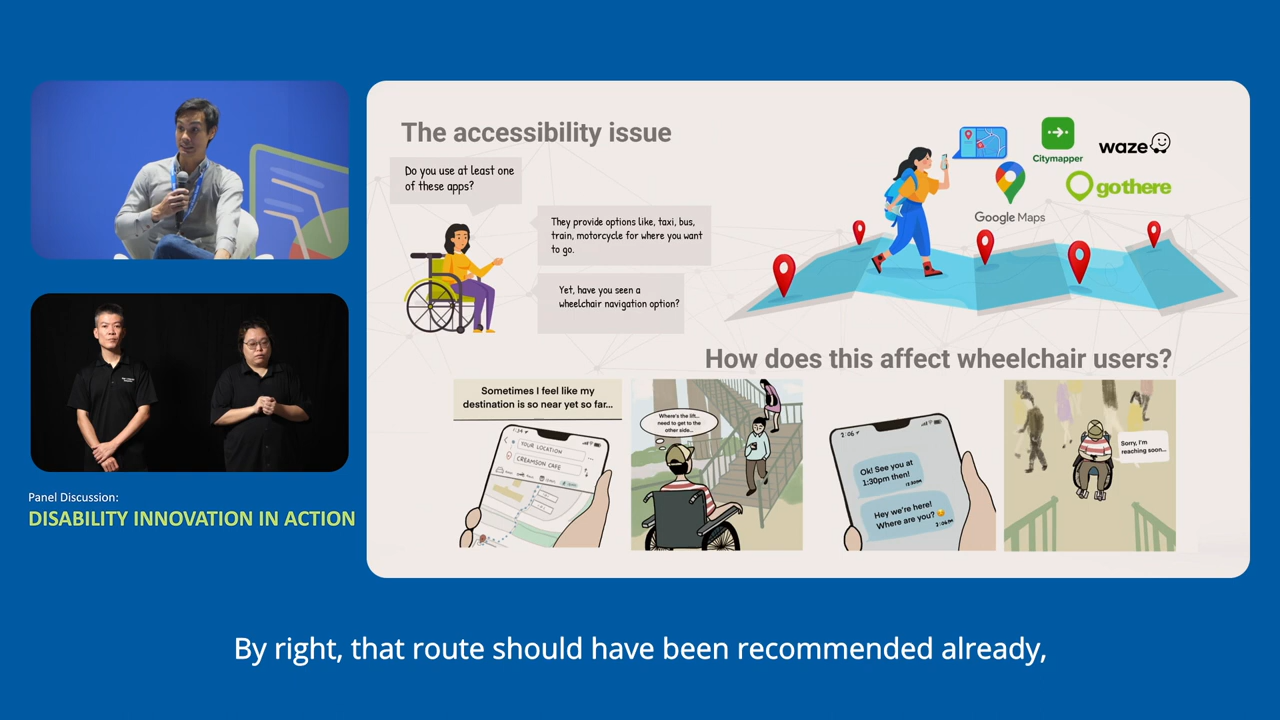 The accessibility issue
Do you use at least one
of these apps?
They provide options like, taxi, bus,
train, motorcycle for where you want
to go.
Yet, have you seen a
wheelchair navigation option?
Citymapper
waze
Google Maps
gothere
How does this affect wheelchair users?
Sometimes I feel like my
destination is so near yet so far...
YOUR LOCATION
CREAMSON CAFE
Where's the lift...
need to get to the
other side...
2:06
Ok! See you at
1:30pm then!
Hey we're here!
Where are you?
2:06PM
Sorry, I'm
reaching soon...
Panel Discussion:
DISABILITY INNOVATION IN ACTION
By right, that route should have been recommended already,